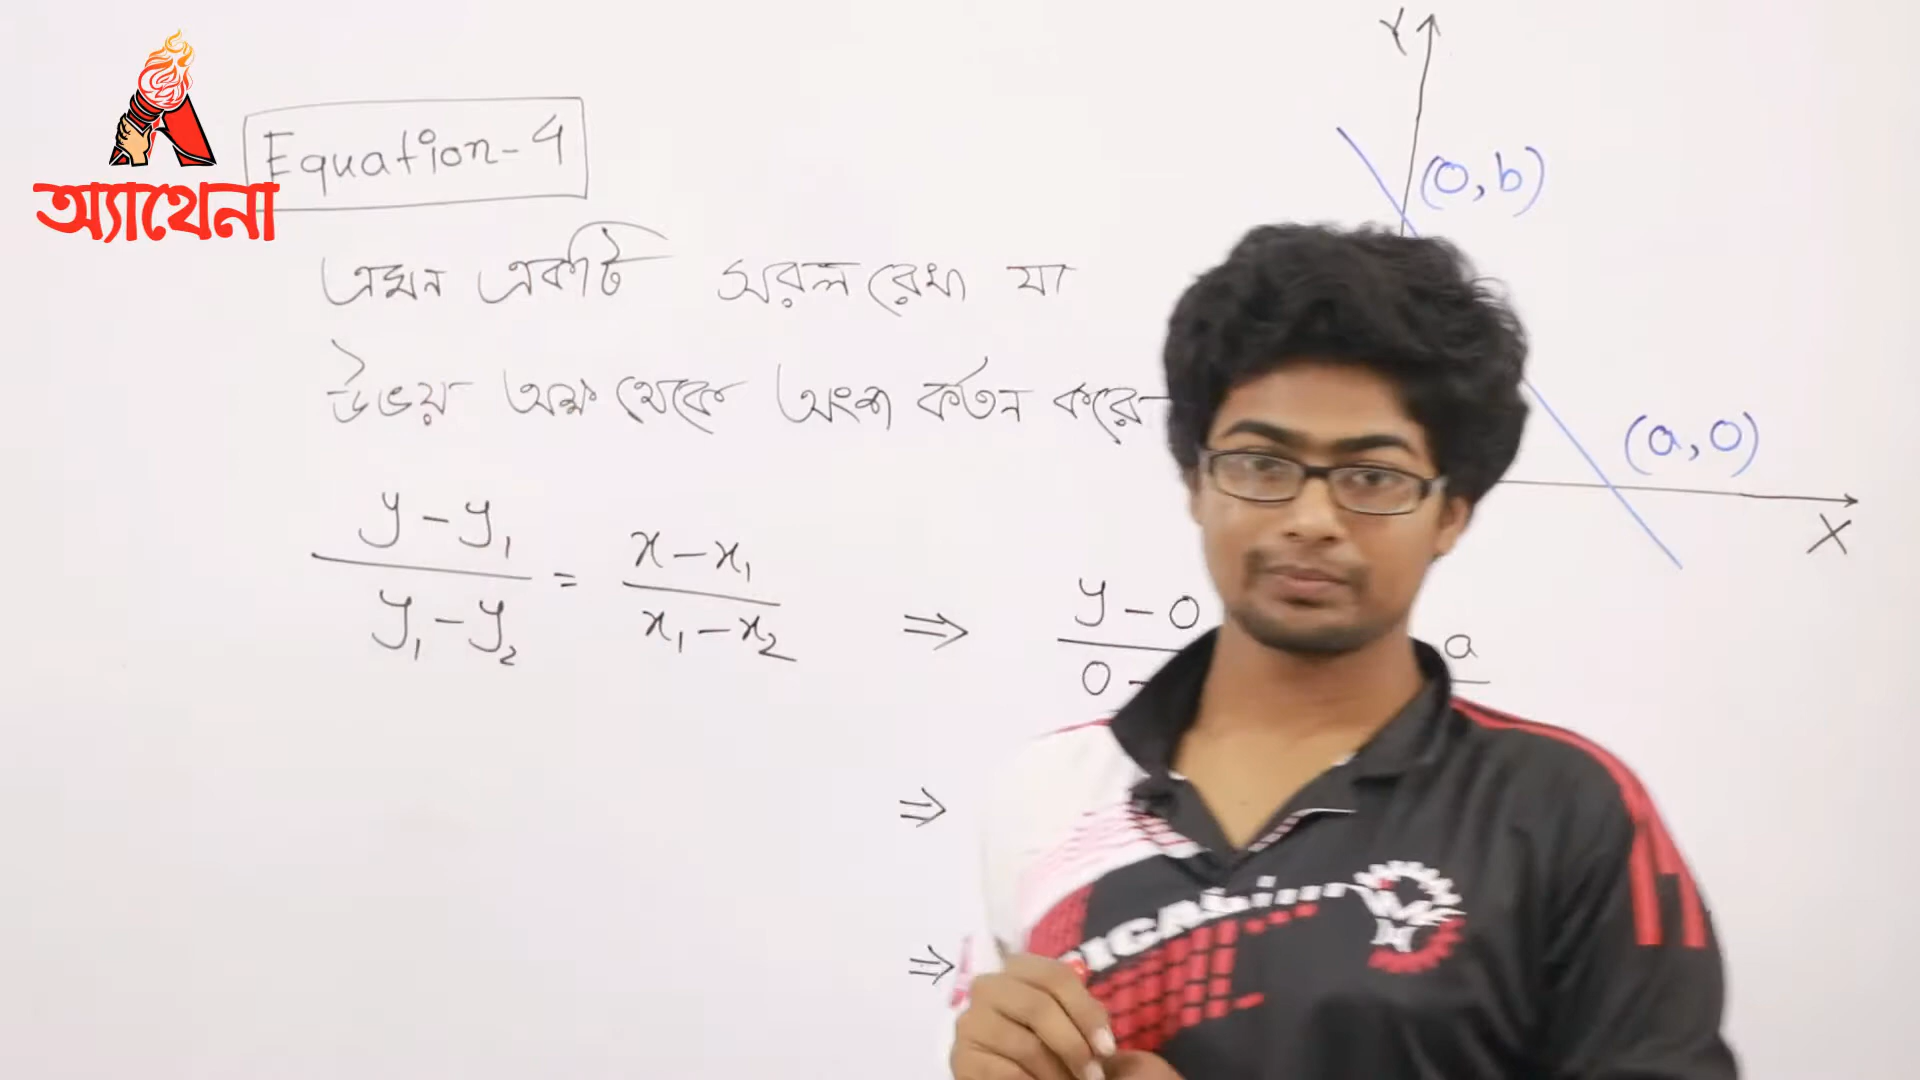 অ্যাথেনা
Equation-4
এমন একটি সরল রেখা যা
উভয় অক্ষ থেকে অংশ কর্তন করে
y - y₁ / y₁ - y₂ = x - x₁ / x₁ - x₂ ⇒ y - 0 / 0 - a
⇒
⇒
Y
(0, b)
(a, 0)
X